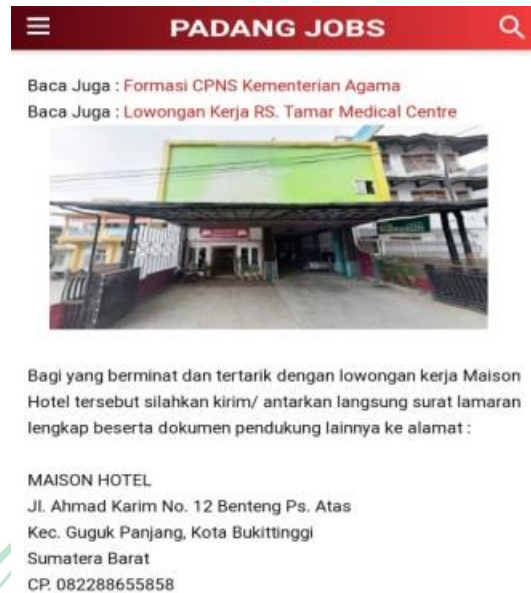 PADANG JOBS
Baca Juga : Formasi CPNS Kementerian Agama
Baca Juga : Lowongan Kerja RS. Tamar Medical Centre
Bagi yang berminat dan tertarik dengan lowongan kerja Maison
Hotel tersebut silahkan kirim/ antarkan langsung surat lamaran
lengkap beserta dokumen pendukung lainnya ke alamat :
MAISON HOTEL
Jl. Ahmad Karim No. 12 Benteng Ps. Atas
Kec. Guguk Panjang, Kota Bukittinggi
Sumatera Barat
CP. 082288655858